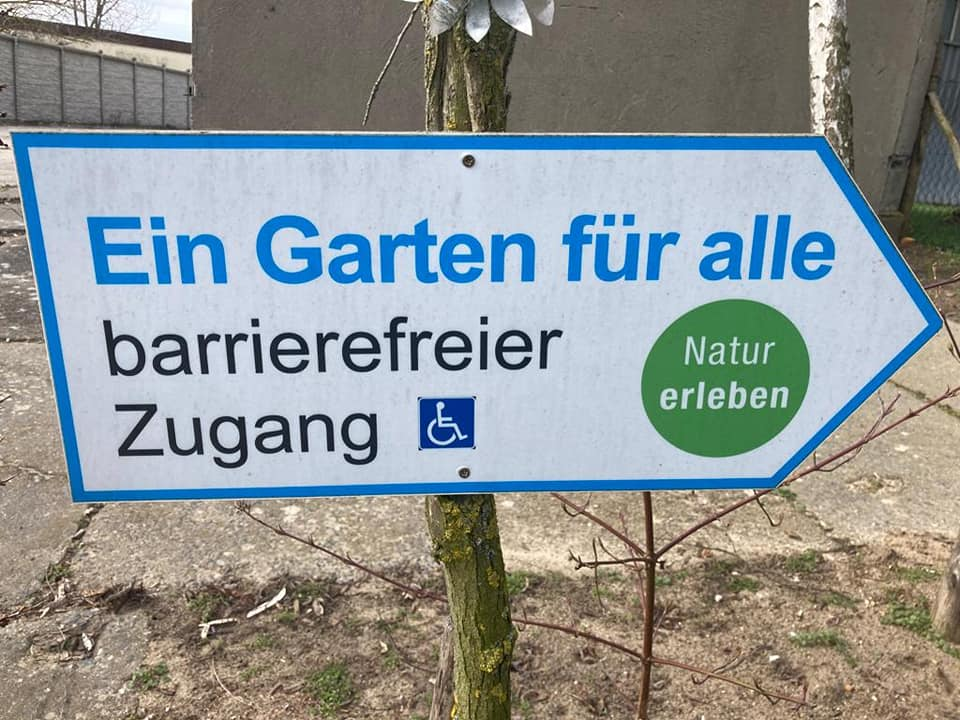 Ein Garten für alle
barrierefreier
Zugang
Natur
erleben